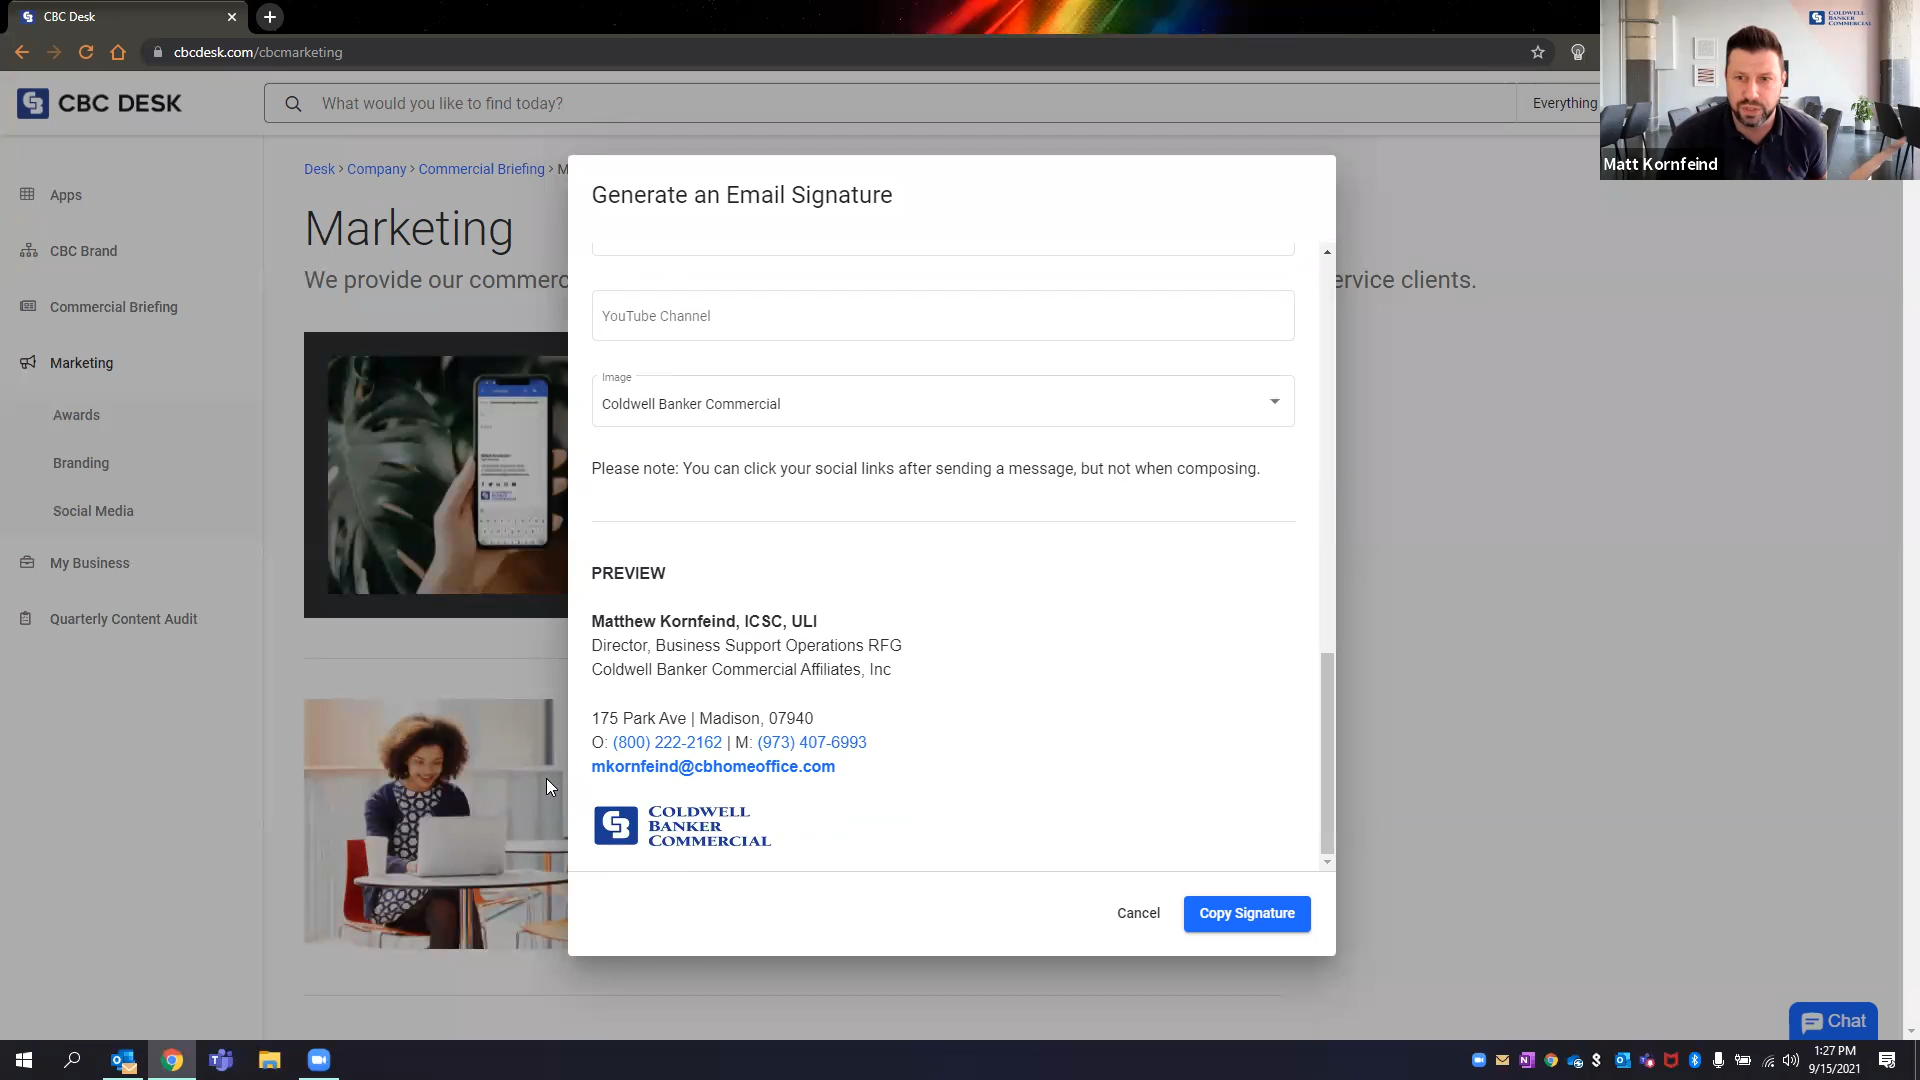 CBC Desk
cbcdesk.com/cbcmarketing
CBC DESK
What would you like to find today?
Everything
COLDWELL
BANKER
COMMERCIAL
Matt Kornfeind
Apps
CBC Brand
Commercial Briefing
Marketing
Awards
Branding
Social Media
My Business
Quarterly Content Audit
Desk > Company > Commercial Briefing > M
Marketing
We provide our commerc
ervice clients.
Generate an Email Signature
YouTube Channel
Image
Coldwell Banker Commercial
Please note: You can click your social links after sending a message, but not when composing.
PREVIEW
Matthew Kornfeind, ICSC, ULI
Director, Business Support Operations RFG
Coldwell Banker Commercial Affiliates, Inc
175 Park Ave | Madison, 07940
O: (800) 222-2162 | M: (973) 407-6993
mkornfeind@cbhomeoffice.com
COLDWELL
BANKER
COMMERCIAL
Cancel
Copy Signature
Chat
1:27 PM
9/15/2021